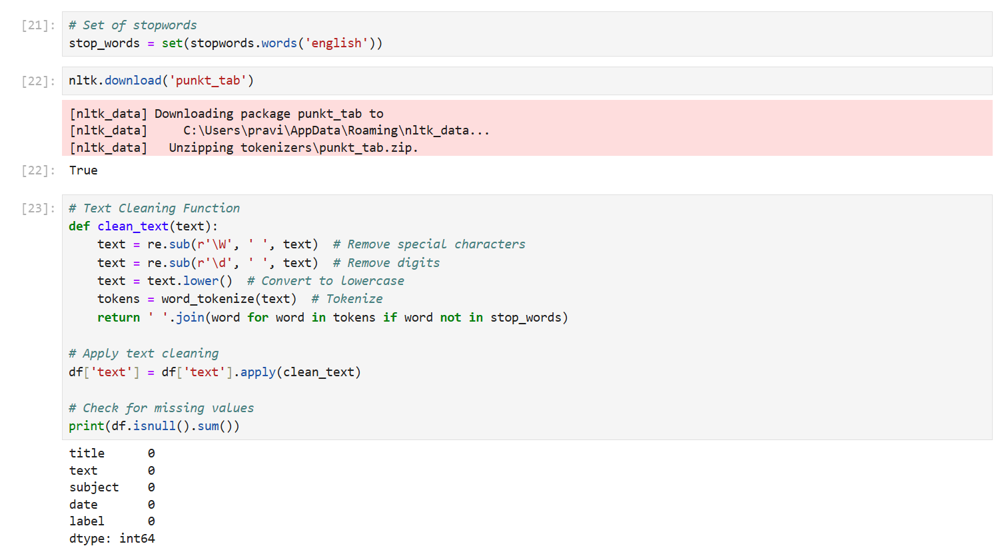 [21]: # Set of stopwords
stop_words = set(stopwords.words('english'))
[22]: nltk.download('punkt_tab')
[nltk_data] Downloading package punkt_tab to
[nltk_data]     C:\Users\pravi\AppData\Roaming\nltk_data...
[nltk_data]   Unzipping tokenizers\punkt_tab.zip.
[22]: True
[23]: # Text Cleaning Function
def clean_text(text):
    text = re.sub(r'\W', ' ', text)  # Remove special characters
    text = re.sub(r'\d', ' ', text)  # Remove digits
    text = text.lower()  # Convert to lowercase
    tokens = word_tokenize(text)  # Tokenize
    return ' '.join(word for word in tokens if word not in stop_words)
# Apply text cleaning
df['text'] = df['text'].apply(clean_text)
# Check for missing values
print(df.isnull().sum())
title      0
text       0
subject    0
date       0
label      0
dtype: int64